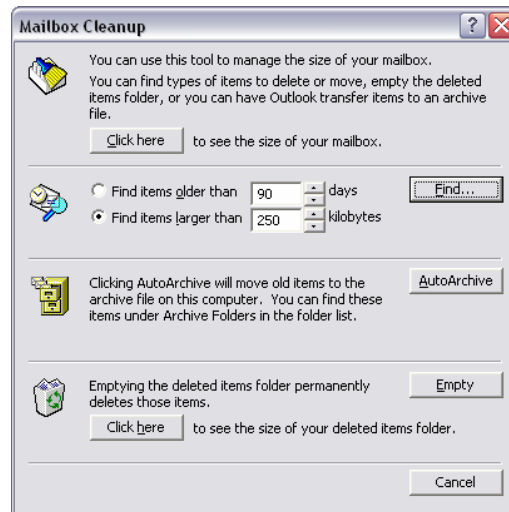 Mailbox Cleanup
You can use this tool to manage the size of your mailbox.
You can find types of items to delete or move, empty the deleted
items folder, or you can have Outlook transfer items to an archive
file.
Click here to see the size of your mailbox.
Find items older than 90 days Find...
Find items larger than 250 kilobytes
Clicking AutoArchive will move old items to the AutoArchive
archive file on this computer. You can find these
items under Archive Folders in the folder list.
Emptying the deleted items folder permanently Empty
deletes those items.
Click here to see the size of your deleted items folder.
Cancel